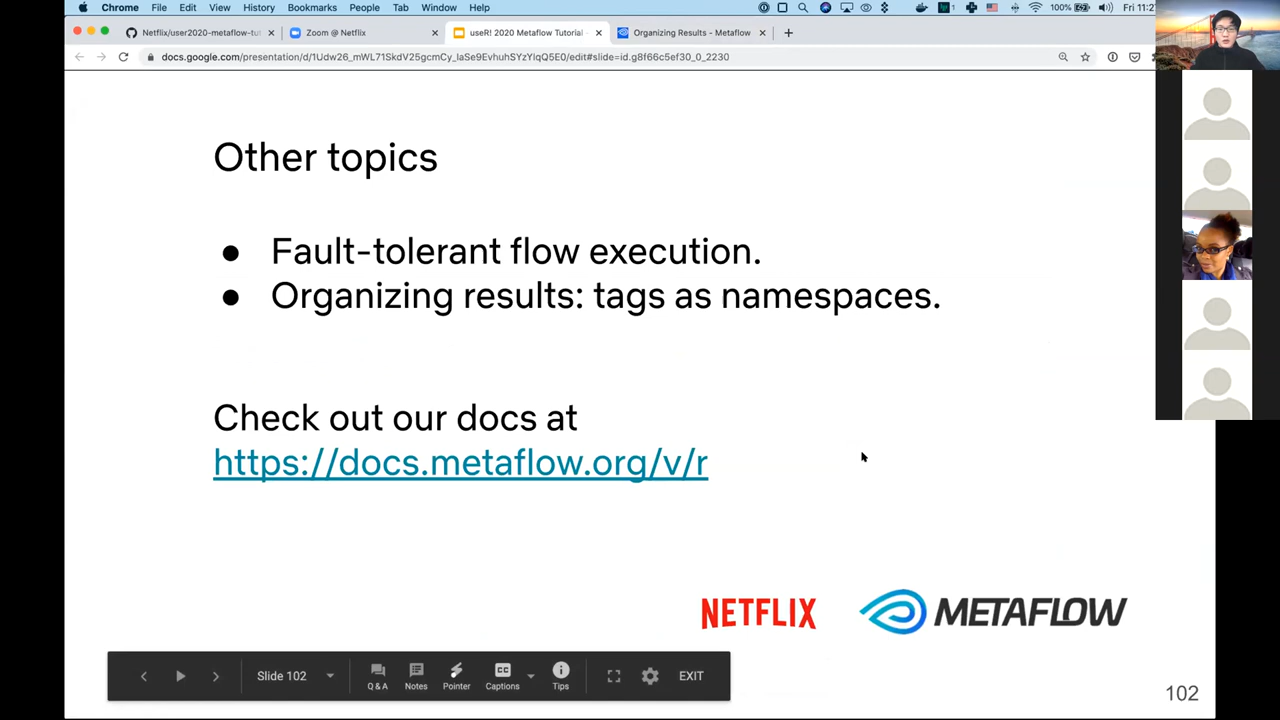 Chrome File Edit View History Bookmarks People Tab Window Help 100% Fri 11:27
Netflix/user2020-metaflow-tut Zoom @ Netflix useR! 2020 Metaflow Tutorial - Organizing Results - Metaflow
docs.google.com/presentation/d/1Udw26_mWL71SkdV25gcmCy_laSe9EvhuhSYzYlqQ5E0/edit#slide=id.g8f66c5ef30_0_2230
Other topics
● Fault-tolerant flow execution.
● Organizing results: tags as namespaces.
Check out our docs at
https://docs.metaflow.org/v/r
NETFLIX METAFLOW
Slide 102 Q & A Notes Pointer CC Captions Tips EXIT
102